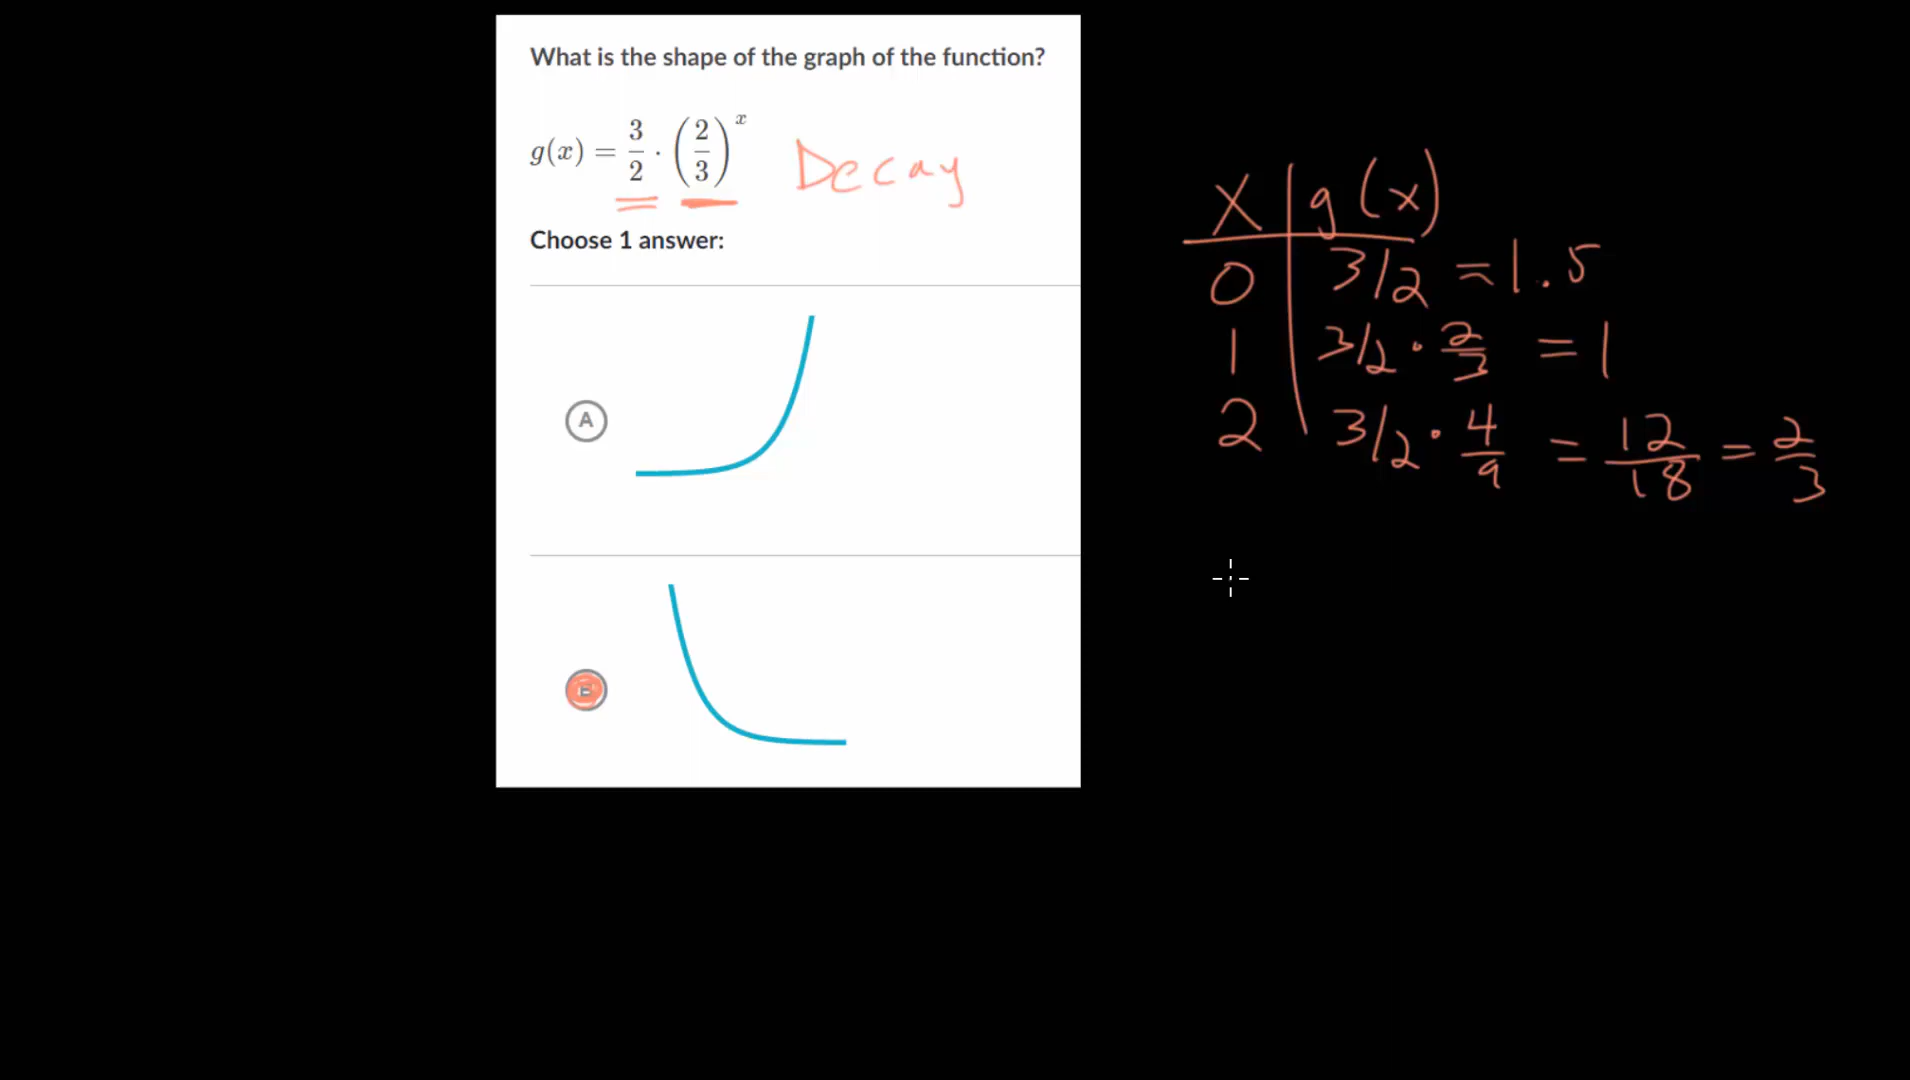 What is the shape of the graph of the function?
g(x) = 3/2 · (2/3)^x Decay
Choose 1 answer:
A
B
X | g(x)
0 3/2 = 1.5
1 3/2 · 2/3 = 1
2 3/2 · 4/9 = 12/18 = 2/3